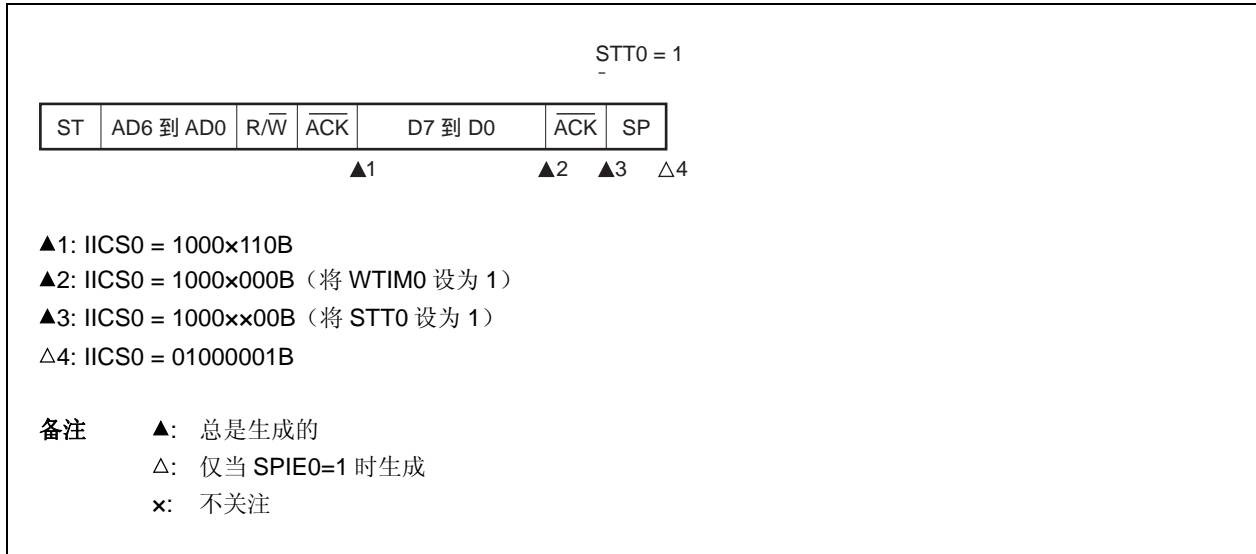 STT0 = 1
ST AD6 到 AD0 R/W̅ A̅C̅K̅ D7 到 D0 A̅C̅K̅ SP
▲1 ▲2 ▲3 △4
▲1: IICS0 = 1000×110B
▲2: IICS0 = 1000×000B（将 WTIM0 设为 1）
▲3: IICS0 = 1000××00B（将 STT0 设为 1）
△4: IICS0 = 01000001B
备注 ▲: 总是生成的
△: 仅当 SPIE0=1 时生成
×: 不关注